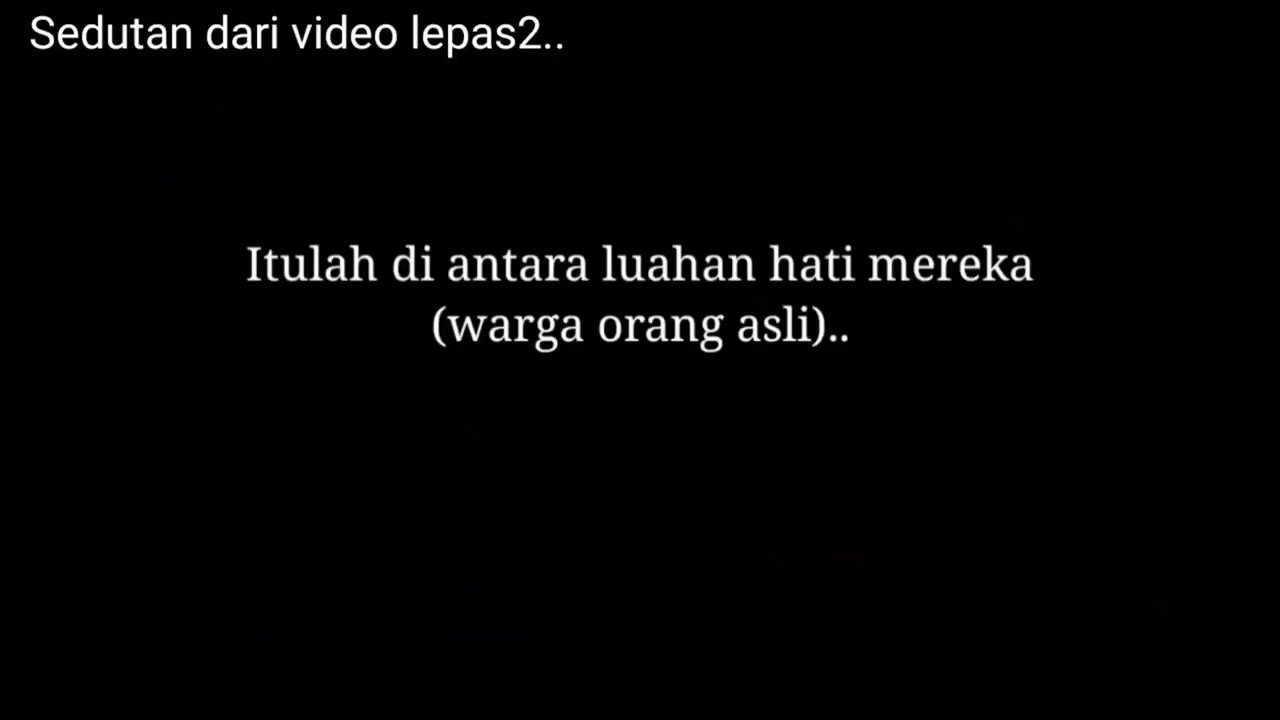 Sedutan dari video lepas2..
Itulah di antara luahan hati mereka
(warga orang asli)..